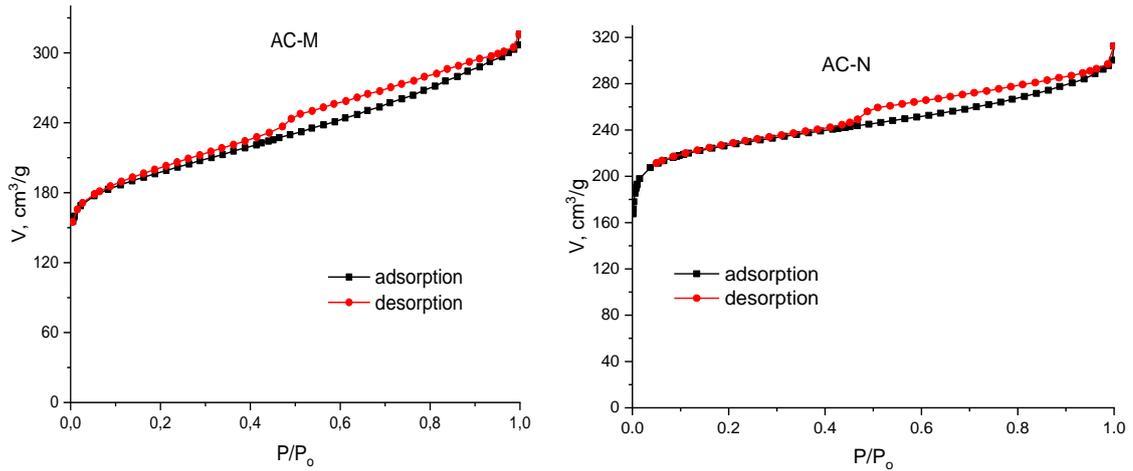 AC-M
300
240
180
120
60
0
V, cm³/g
adsorption
desorption
0,0
0,2
0,4
0,6
0,8
1,0
P/Pₒ
AC-N
320
280
240
200
160
120
80
40
0
V, cm³/g
adsorption
desorption
0.0
0.2
0.4
0.6
0.8
1.0
P/Pₒ